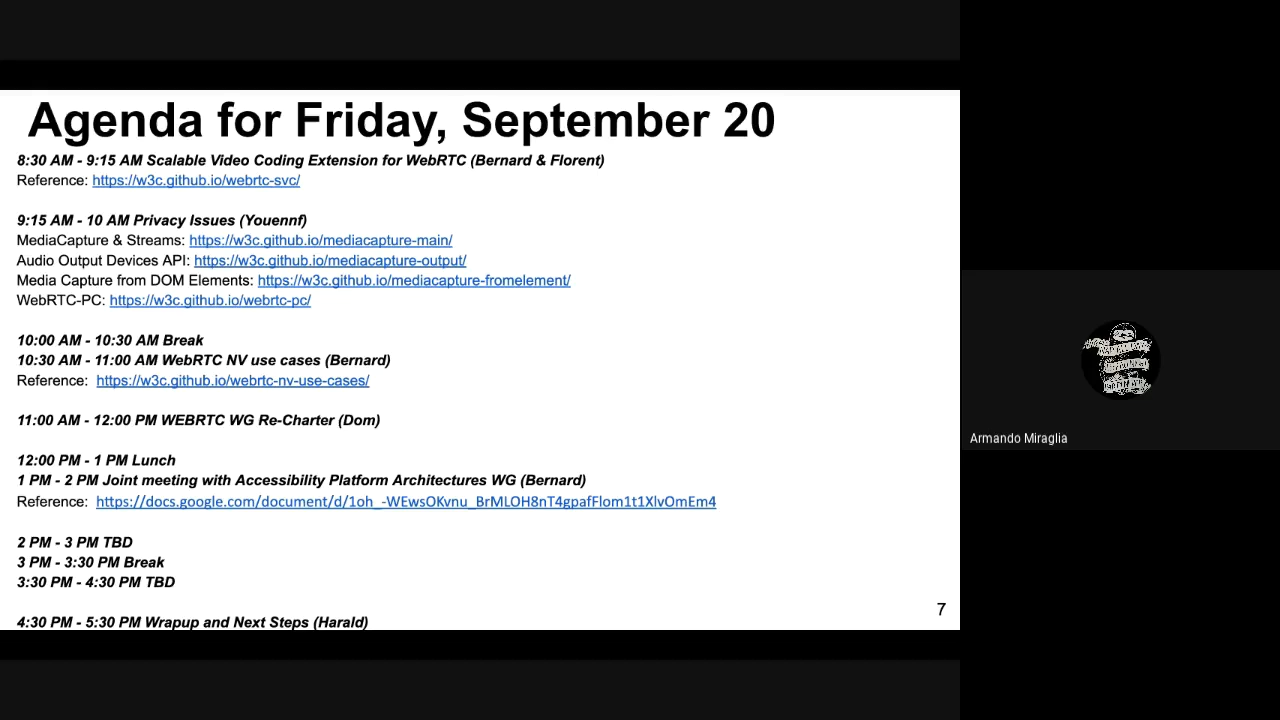 Agenda for Friday, September 20
8:30 AM - 9:15 AM Scalable Video Coding Extension for WebRTC (Bernard & Florent)
Reference: https://w3c.github.io/webrtc-svc/
9:15 AM - 10 AM Privacy Issues (Youennf)
MediaCapture & Streams: https://w3c.github.io/mediacapture-main/
Audio Output Devices API: https://w3c.github.io/mediacapture-output/
Media Capture from DOM Elements: https://w3c.github.io/mediacapture-fromelement/
WebRTC-PC: https://w3c.github.io/webrtc-pc/
10:00 AM - 10:30 AM Break
10:30 AM - 11:00 AM WebRTC NV use cases (Bernard)
Reference: https://w3c.github.io/webrtc-nv-use-cases/
11:00 AM - 12:00 PM WEBRTC WG Re-Charter (Dom)
12:00 PM - 1 PM Lunch
1 PM - 2 PM Joint meeting with Accessibility Platform Architectures WG (Bernard)
Reference: https://docs.google.com/document/d/1oh_-WEwsOKvnu_BrMLOH8nT4gpafFlom1t1XlvOmEm4
2 PM - 3 PM TBD
3 PM - 3:30 PM Break
3:30 PM - 4:30 PM TBD
4:30 PM - 5:30 PM Wrapup and Next Steps (Harald)
7
Armando Miraglia